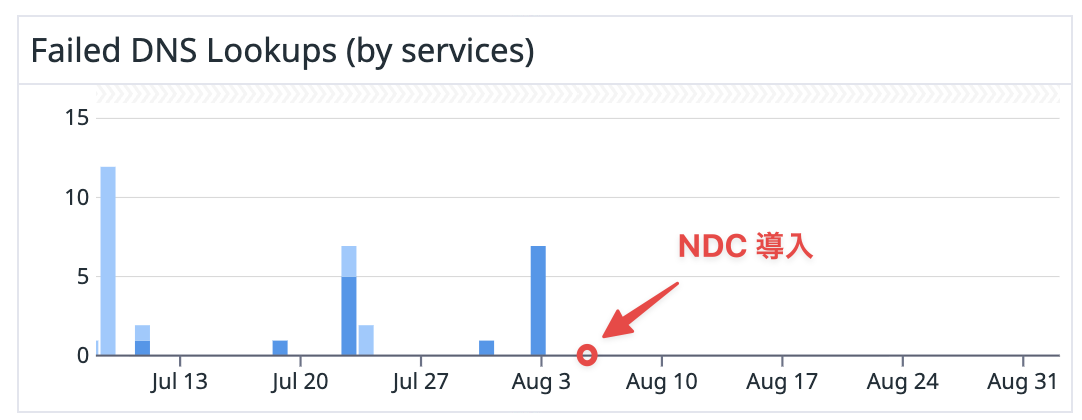 Failed DNS Lookups (by services)
15
10
NDC 導入
5
0
Jul 13 Jul 20 Jul 27 Aug 3 Aug 10 Aug 17 Aug 24 Aug 31